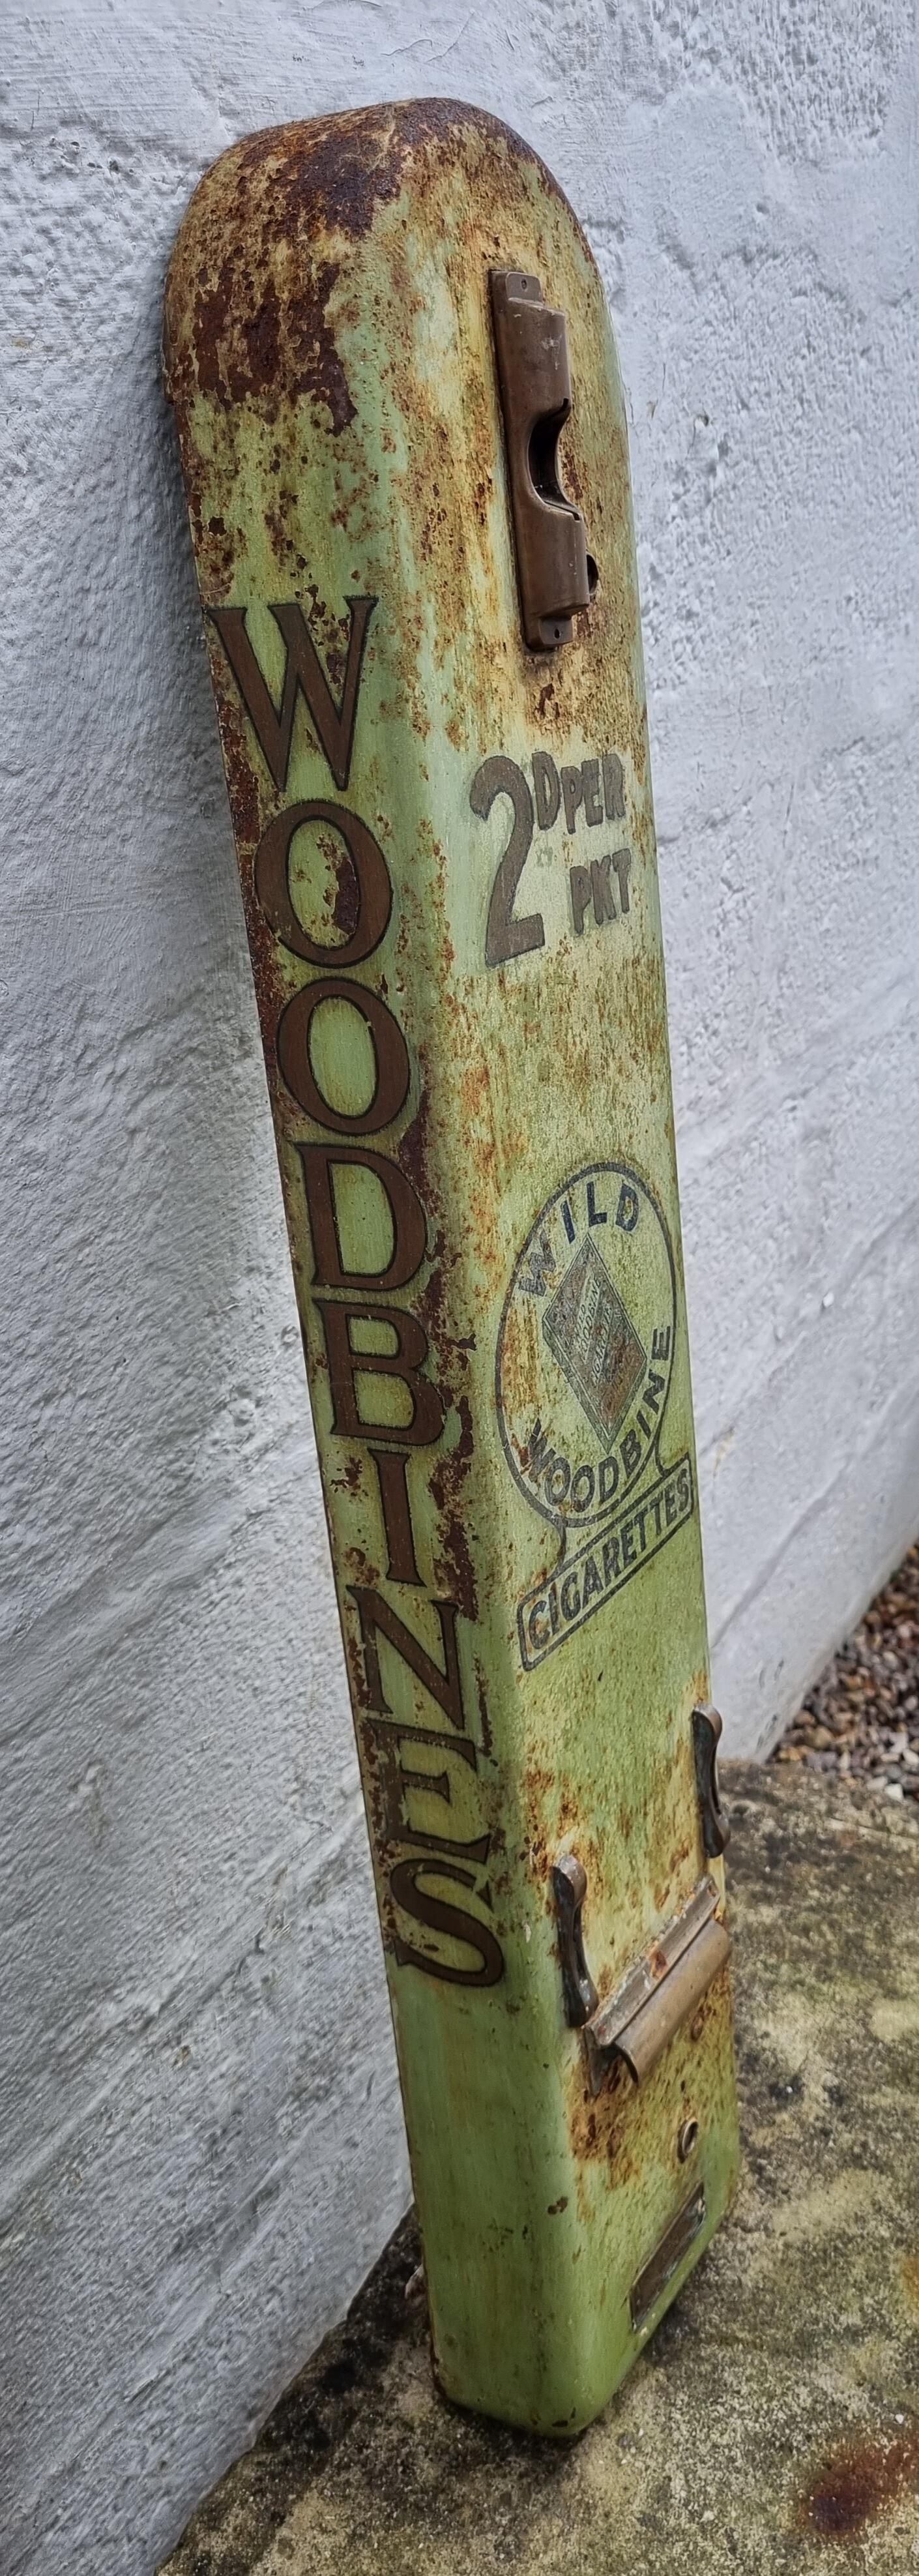 WOODBINES
2D PER
PKT
WILD
WOODBINE
CIGARETTES